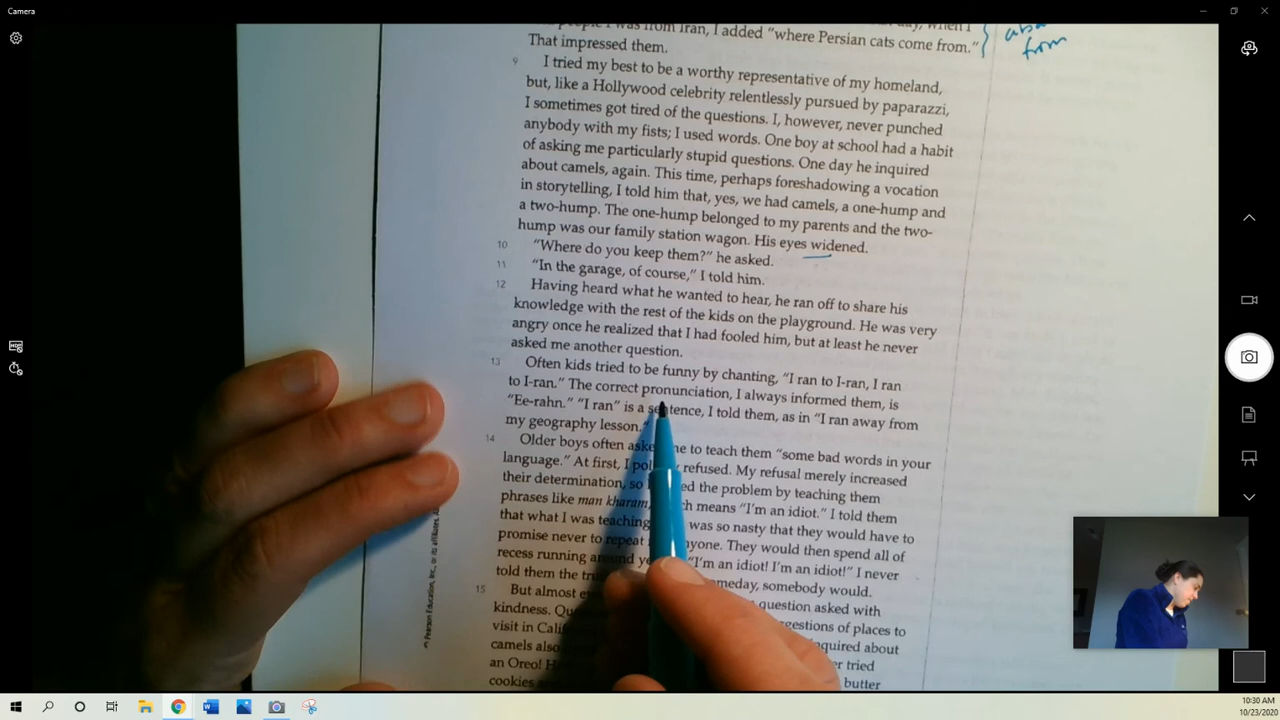 Camera
people I was from Iran, I added "where Persian cats come from."
from
That impressed them.
9 I tried my best to be a worthy representative of my homeland,
but, like a Hollywood celebrity relentlessly pursued by paparazzi,
I sometimes got tired of the questions. I, however, never punched
anybody with my fists; I used words. One boy at school had a habit
of asking me particularly stupid questions. One day he inquired
about camels, again. This time, perhaps foreshadowing a vocation
in storytelling, I told him that, yes, we had camels, a one-hump and
a two-hump. The one-hump belonged to my parents and the two-
hump was our family station wagon. His eyes widened.
10 "Where do you keep them?" he asked.
11 "In the garage, of course," I told him.
12 Having heard what he wanted to hear, he ran off to share his
knowledge with the rest of the kids on the playground. He was very
angry once he realized that I had fooled him, but at least he never
asked me another question.
13 Often kids tried to be funny by chanting, "I ran to I-ran, I ran
to I-ran." The correct pronunciation, I always informed them, is
"Ee-rahn." "I ran" is a sentence, I told them, as in "I ran away from
my geography lesson."
14 Older boys often me to teach them "some bad words in your
language." At first, I refused. My refusal merely increased
their determination, so the problem by teaching them
phrases like man kharam, means "I'm an idiot." I told them
that what I was teaching was so nasty that they would have to
promise never to repeat They would then spend all of
recess running around "I'm an idiot! I'm an idiot!" I never
told them the someday, somebody would.
15 But almost question asked with
kindness. of places to
visit in inquired about
camels also tried
an Oreo! butter
cookies
© Pearson Education, Inc., or its affiliates.
10:30 AM
10/23/2020